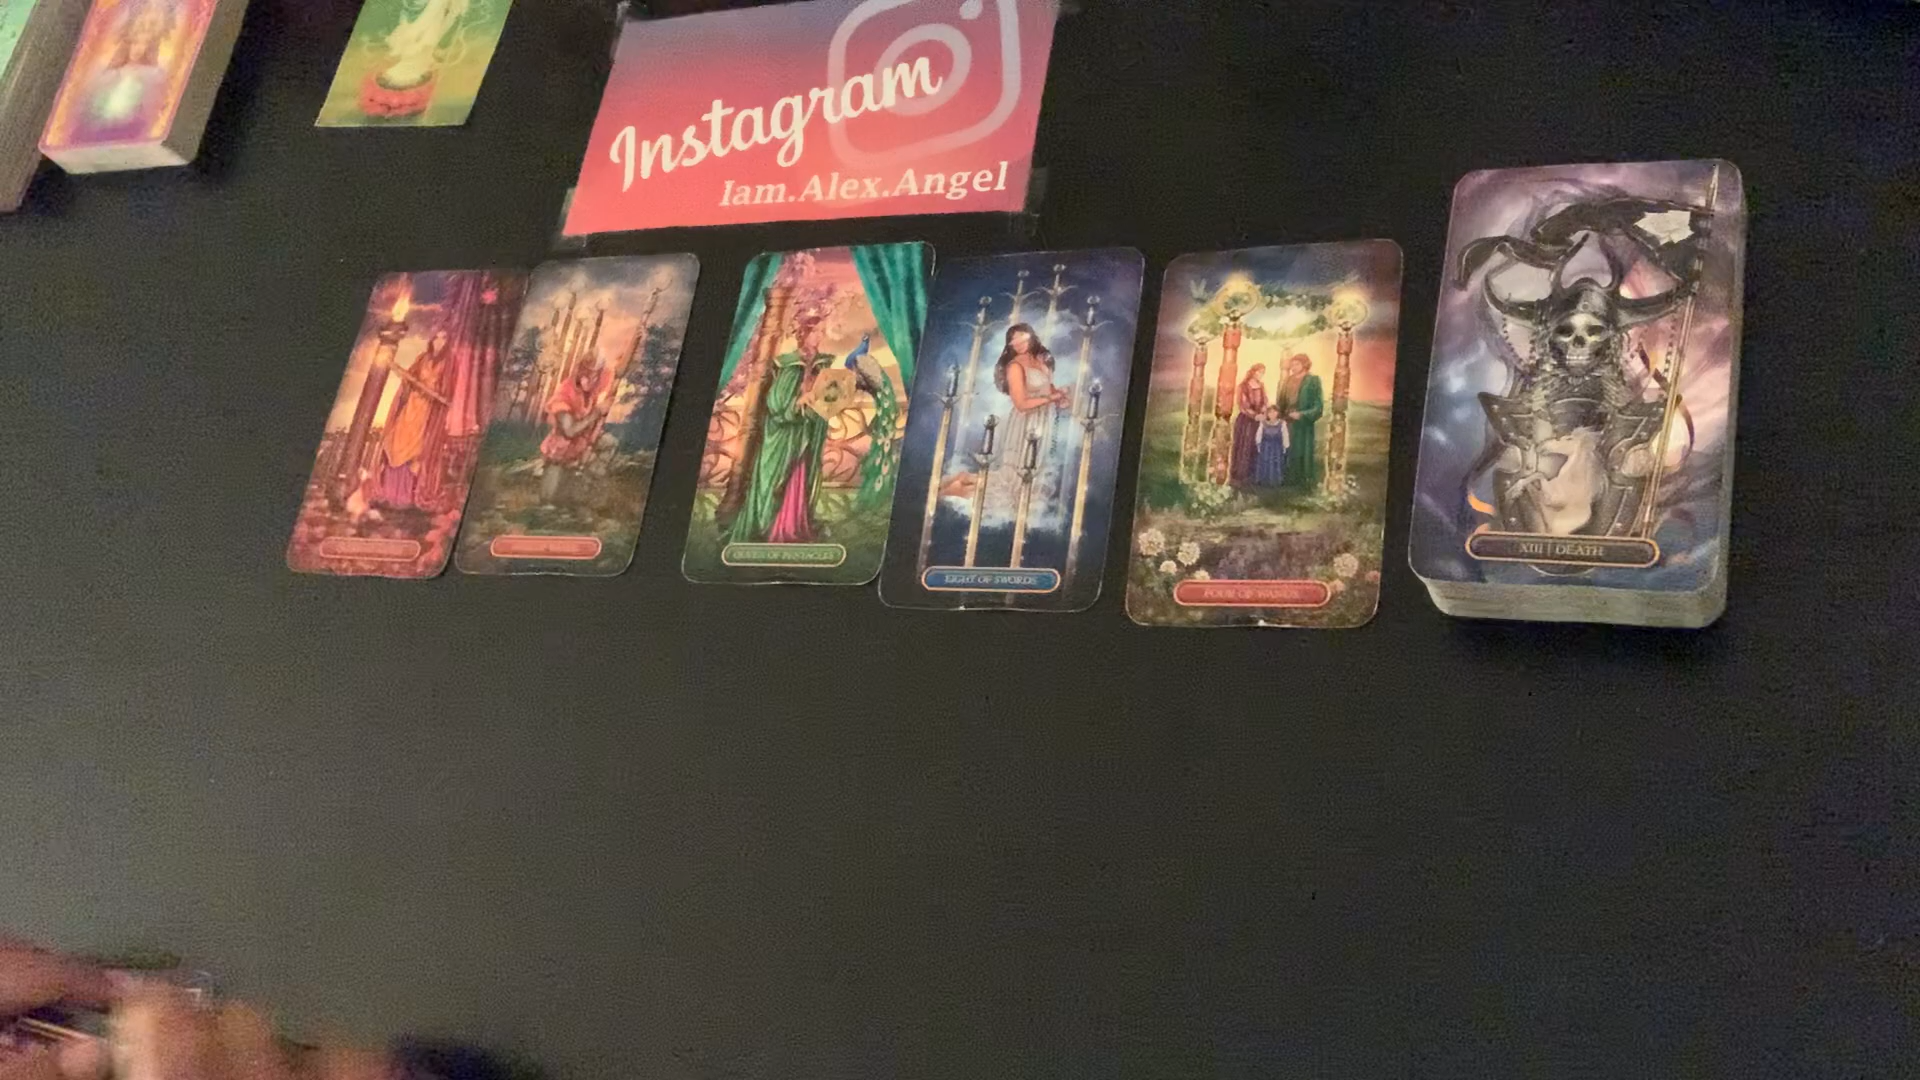 Instagram
Iam.Alex.Angel
QUEEN OF PENTACLES
EIGHT OF SWORDS
FOUR OF WANDS
XIII | DEATH